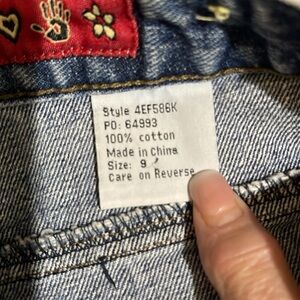 Style 4EF586K
PO: 64993
100% cotton
Made in China
Size: 9
Care on Reverse